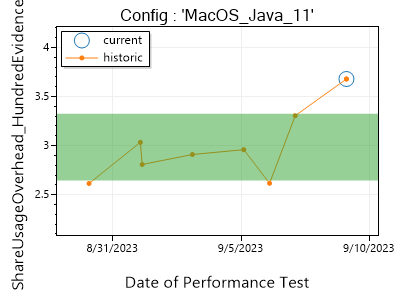 Config : 'MacOS_Java_11'
current
historic
ShareUsageOverhead_HundredEvidence
4
3.5
3
2.5
8/31/2023
9/5/2023
9/10/2023
Date of Performance Test